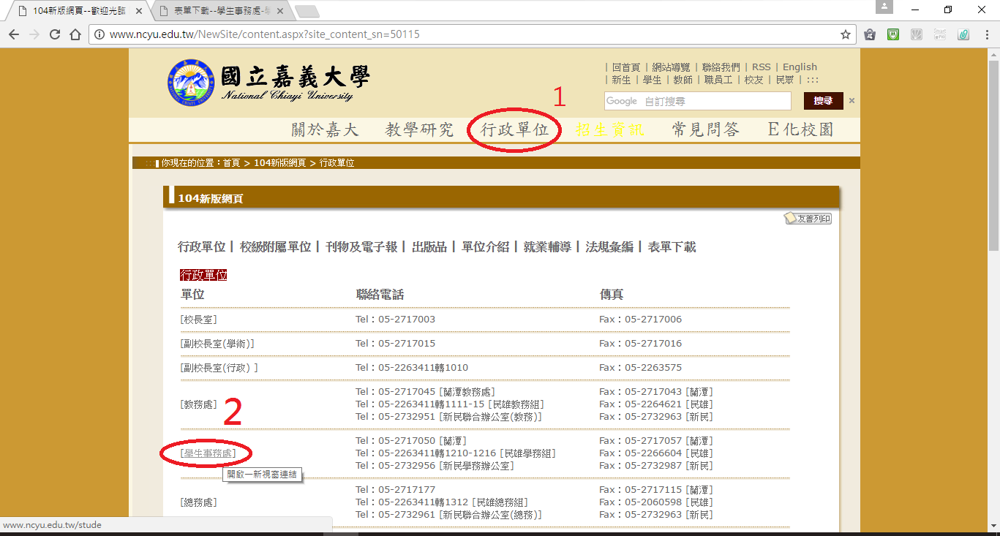 104新版網頁--歡迎光臨
表單下載--學生事務處-學
www.ncyu.edu.tw/NewSite/content.aspx?site_content_sn=50115
國立嘉義大學
National Chiayi University
| 回首頁 | 網站導覽 | 聯絡我們 | RSS | English
| 新生 | 學生 | 教師 | 職員工 | 校友 | 民眾 | :::
Google 自訂搜尋
搜尋
×
1
關於嘉大 教學研究 行政單位 招生資訊 常見問答 E化校園
:::你現在的位置：首頁 > 104新版網頁 > 行政單位
104新版網頁
友善列印
行政單位 | 校級附屬單位 | 刊物及電子報 | 出版品 | 單位介紹 | 就業輔導 | 法規彙編 | 表單下載
行政單位
單位 聯絡電話 傳真
[校長室] Tel：05-2717003 Fax：05-2717006
[副校長室(學術)] Tel：05-2717015 Fax：05-2717016
[副校長室(行政) ] Tel：05-2263411轉1010 Fax：05-2263575
Tel：05-2717045 [蘭潭教務處] Fax：05-2717043 [蘭潭]
[教務處] Tel：05-2263411轉1111-15 [民雄教務組] Fax：05-2264621 [民雄]
Tel：05-2732951 [新民聯合辦公室(教務)] Fax：05-2732963 [新民]
2
Tel：05-2717050 [蘭潭] Fax：05-2717057 [蘭潭]
[學生事務處] Tel：05-2263411轉1210-1216 [民雄學務組] Fax：05-2266604 [民雄]
Tel：05-2732956 [新民學務辦公室] Fax：05-2732987 [新民]
開啟一新視窗連結
Tel：05-2717177 Fax：05-2717115 [蘭潭]
[總務處] Tel：05-2263411轉1312 [民雄總務組] Fax：05-2060598 [民雄]
Tel：05-2732961 [新民聯合辦公室(總務)] Fax：05-2732963 [新民]
www.ncyu.edu.tw/stude